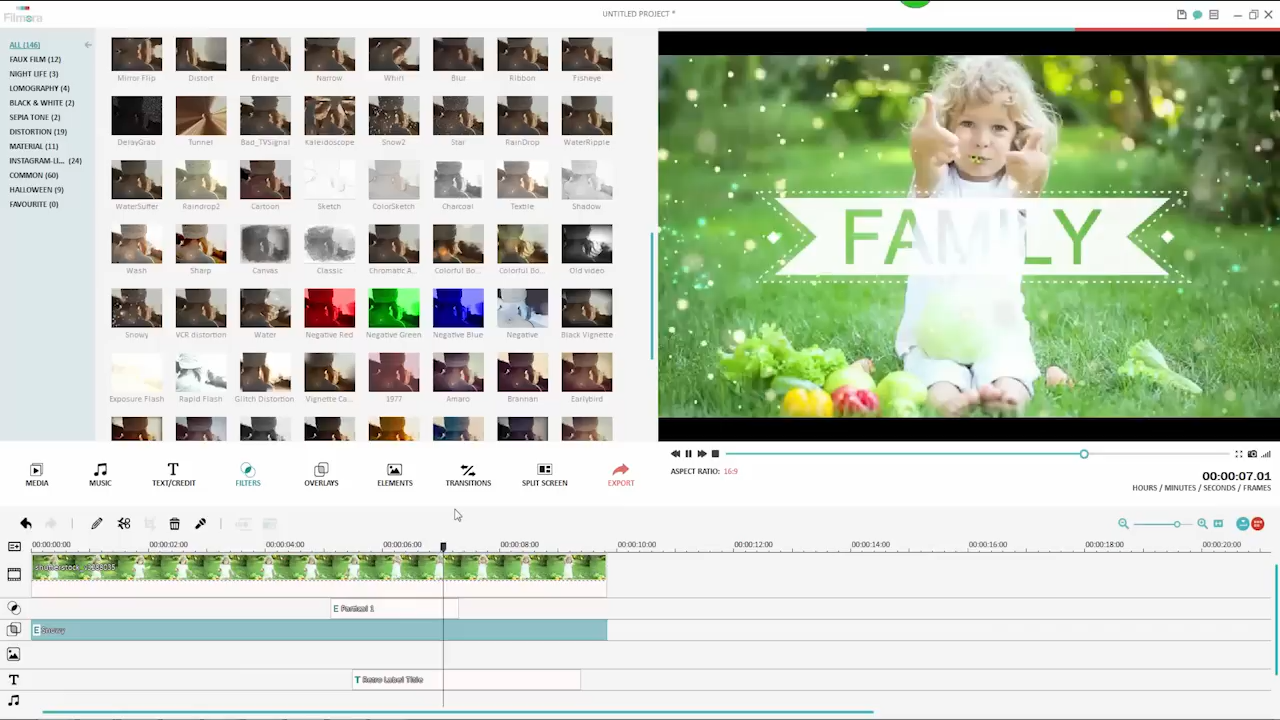 Filmora
UNTITLED PROJECT *
ALL (146)
FAUX FILM (12)
NIGHT LIFE (3)
LOMOGRAPHY (4)
BLACK & WHITE (2)
SEPIA TONE (2)
DISTORTION (19)
MATERIAL (11)
INSTAGRAM-LI... (24)
COMMON (60)
HALLOWEEN (9)
FAVOURITE (0)
Mirror Flip Distort Enlarge Narrow Whirl Blur Ribbon Fisheye
DelayGrab Tunnel Bad_TVSignal Kaleidoscope Snow2 Star RainDrop WaterRipple
WaterSuffer Raindrop2 Cartoon Sketch ColorSketch Charcoal Textile Shadow
Wash Sharp Canvas Classic Chromatic A... Colorful Bo... Colorful Bo... Old video
Snowy VCR distortion Water Negative Red Negative Green Negative Blue Negative Black Vignette
Exposure Flash Rapid Flash Glitch Distortion Vignette Ca... 1977 Amaro Brannan Earlybird
FAMILY
MEDIA MUSIC TEXT/CREDIT FILTERS OVERLAYS ELEMENTS TRANSITIONS SPLIT SCREEN EXPORT
ASPECT RATIO: 16:9
00:00:07.01
HOURS / MINUTES / SECONDS / FRAMES
00:00:00:00 00:00:02:00 00:00:04:00 00:00:06:00 00:00:08:00 00:00:10:00 00:00:12:00 00:00:14:00 00:00:16:00 00:00:18:00 00:00:20:00
Snowy
Retro Label Title